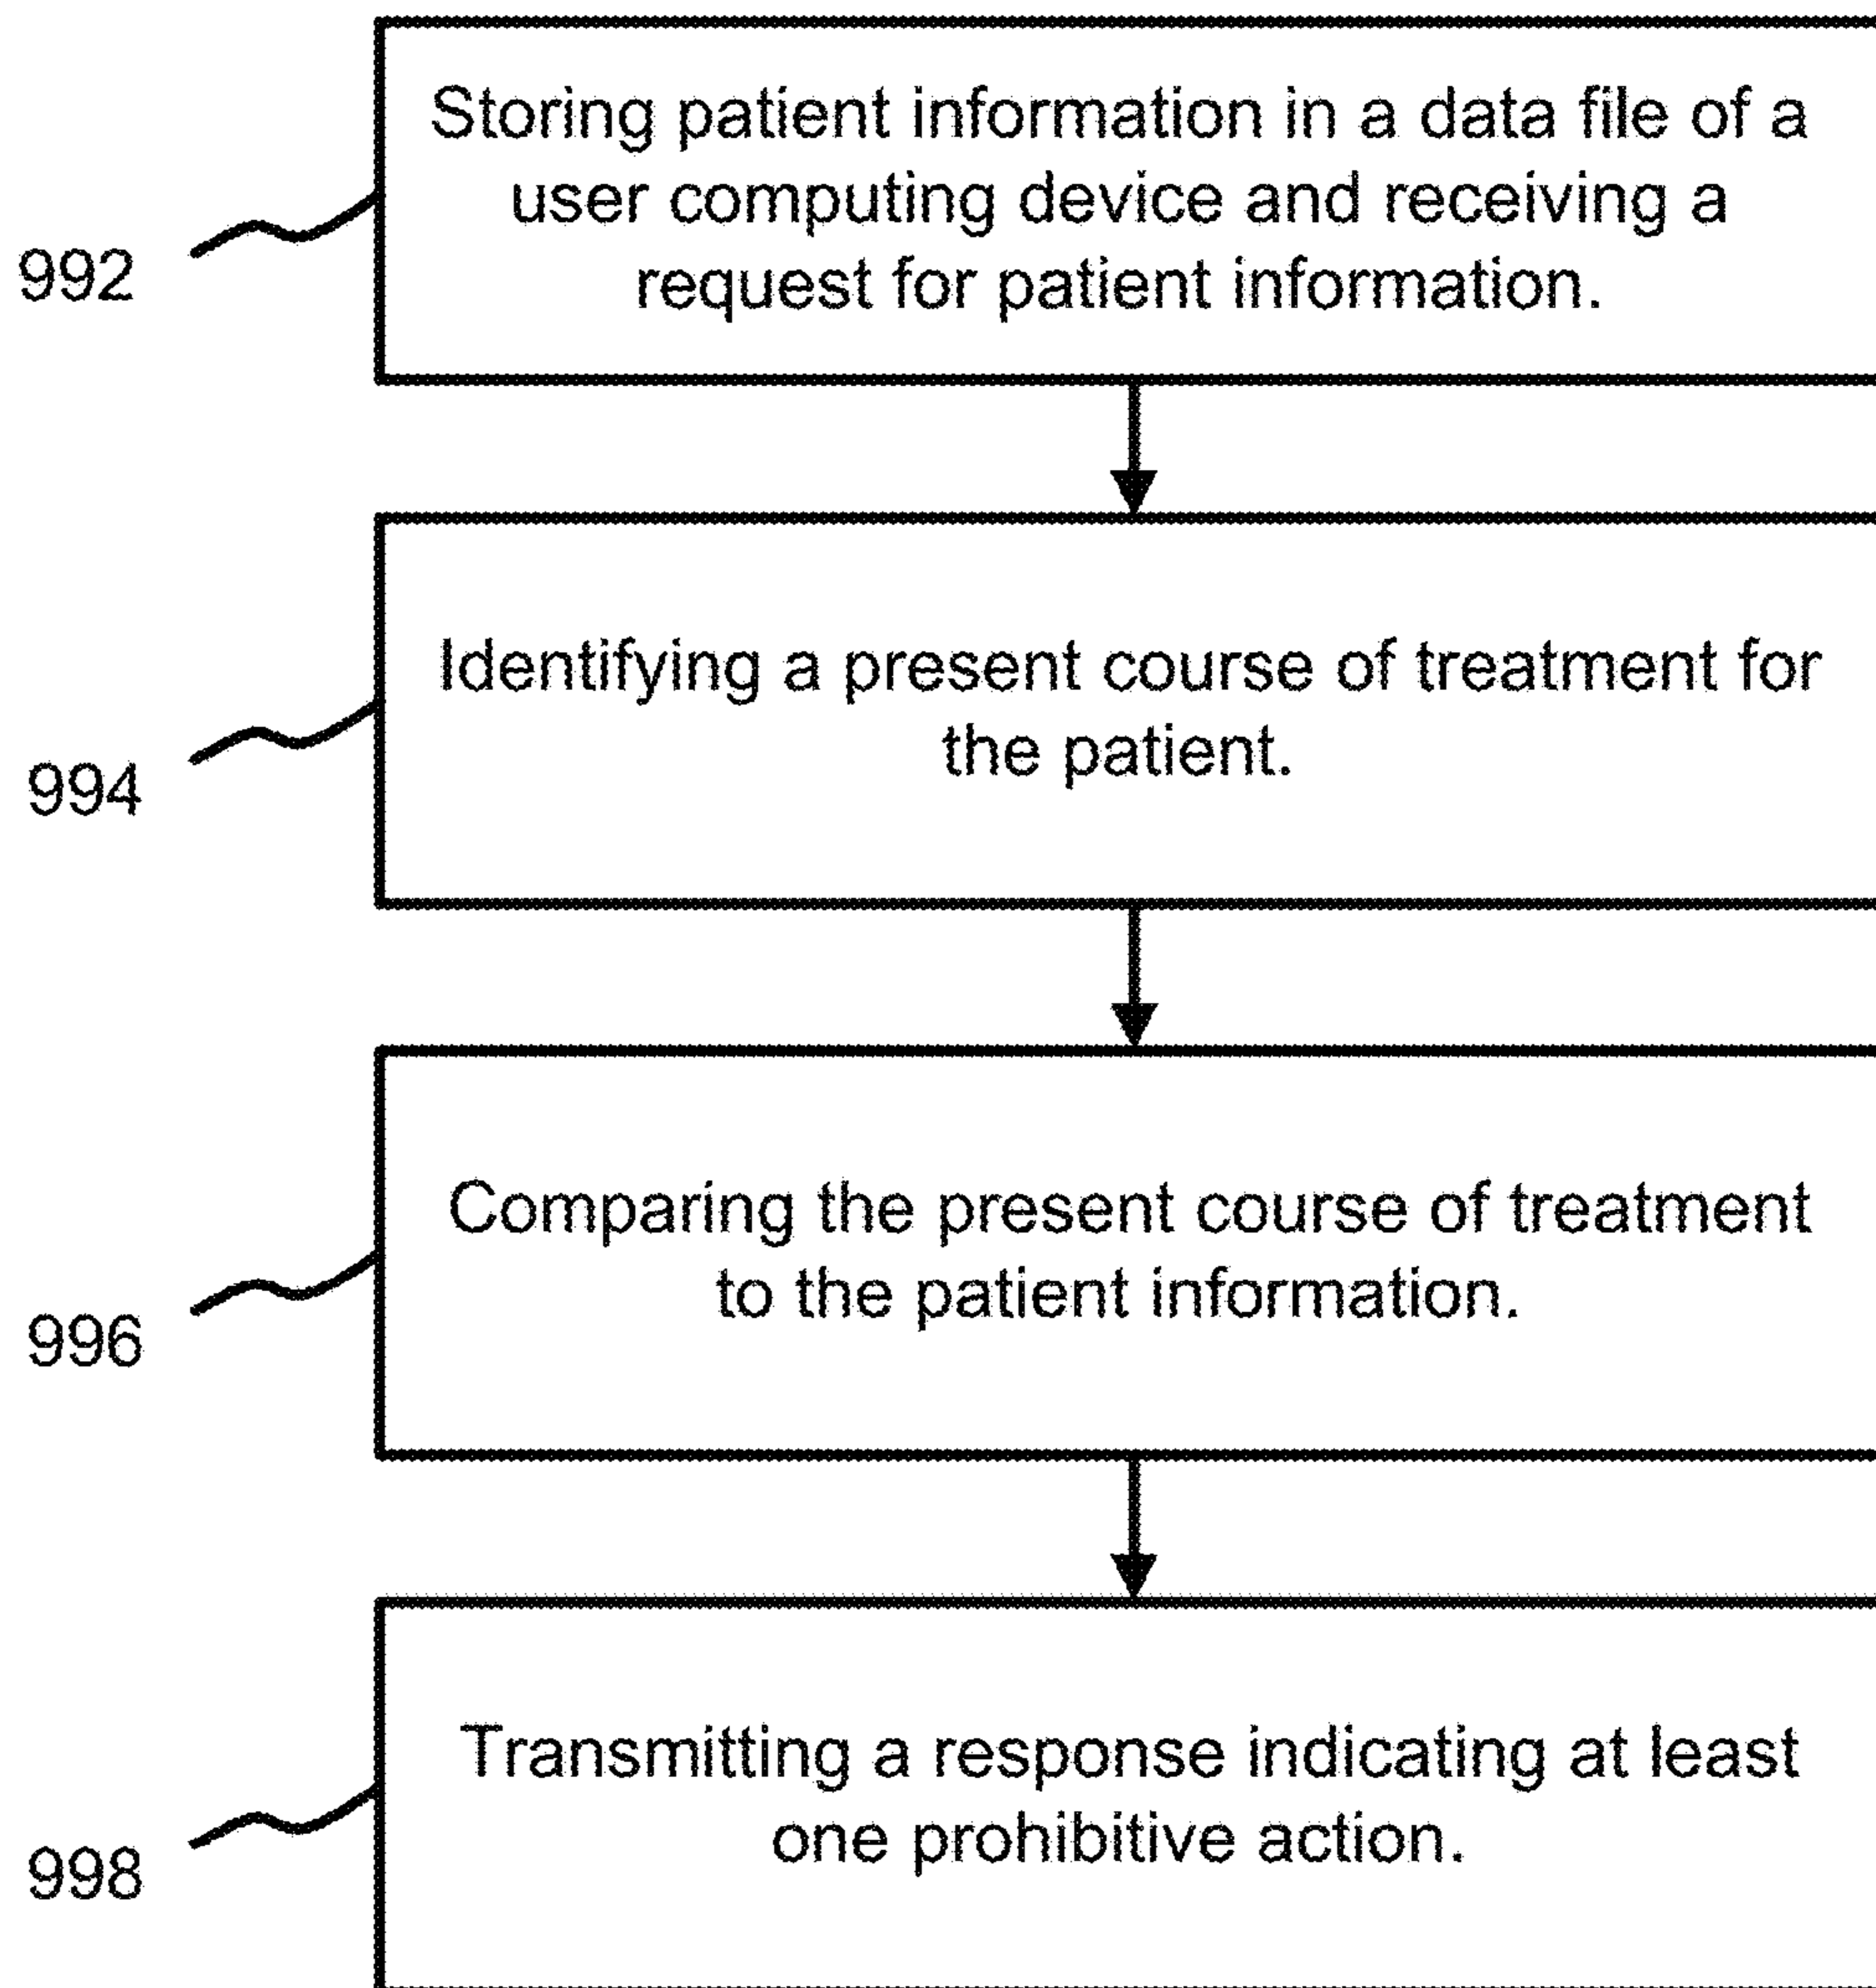 Storing patient information in a data file of a
user computing device and receiving a
request for patient information.
992
Identifying a present course of treatment for
the patient.
994
Comparing the present course of treatment
to the patient information.
996
Transmitting a response indicating at least
one prohibitive action.
998